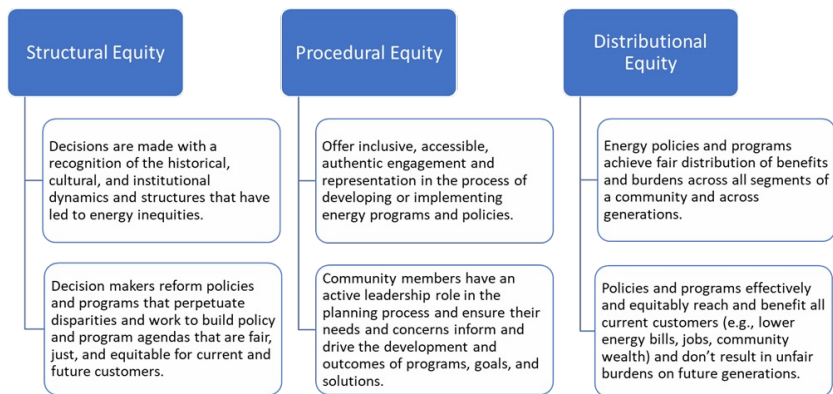 Structural Equity
Decisions are made with a
recognition of the historical,
cultural, and institutional
dynamics and structures that have
led to energy inequities.
Decision makers reform policies
and programs that perpetuate
disparities and work to build policy
and program agendas that are fair,
just, and equitable for current and
future customers.
Procedural Equity
Offer inclusive, accessible,
authentic engagement and
representation in the process of
developing or implementing
energy programs and policies.
Community members have an
active leadership role in the
planning process and ensure their
needs and concerns inform and
drive the development and
outcomes of programs, goals, and
solutions.
Distributional
Equity
Energy policies and programs
achieve fair distribution of benefits
and burdens across all segments of
a community and across
generations.
Policies and programs effectively
and equitably reach and benefit all
current customers (e.g., lower
energy bills, jobs, community
wealth) and don't result in unfair
burdens on future generations.